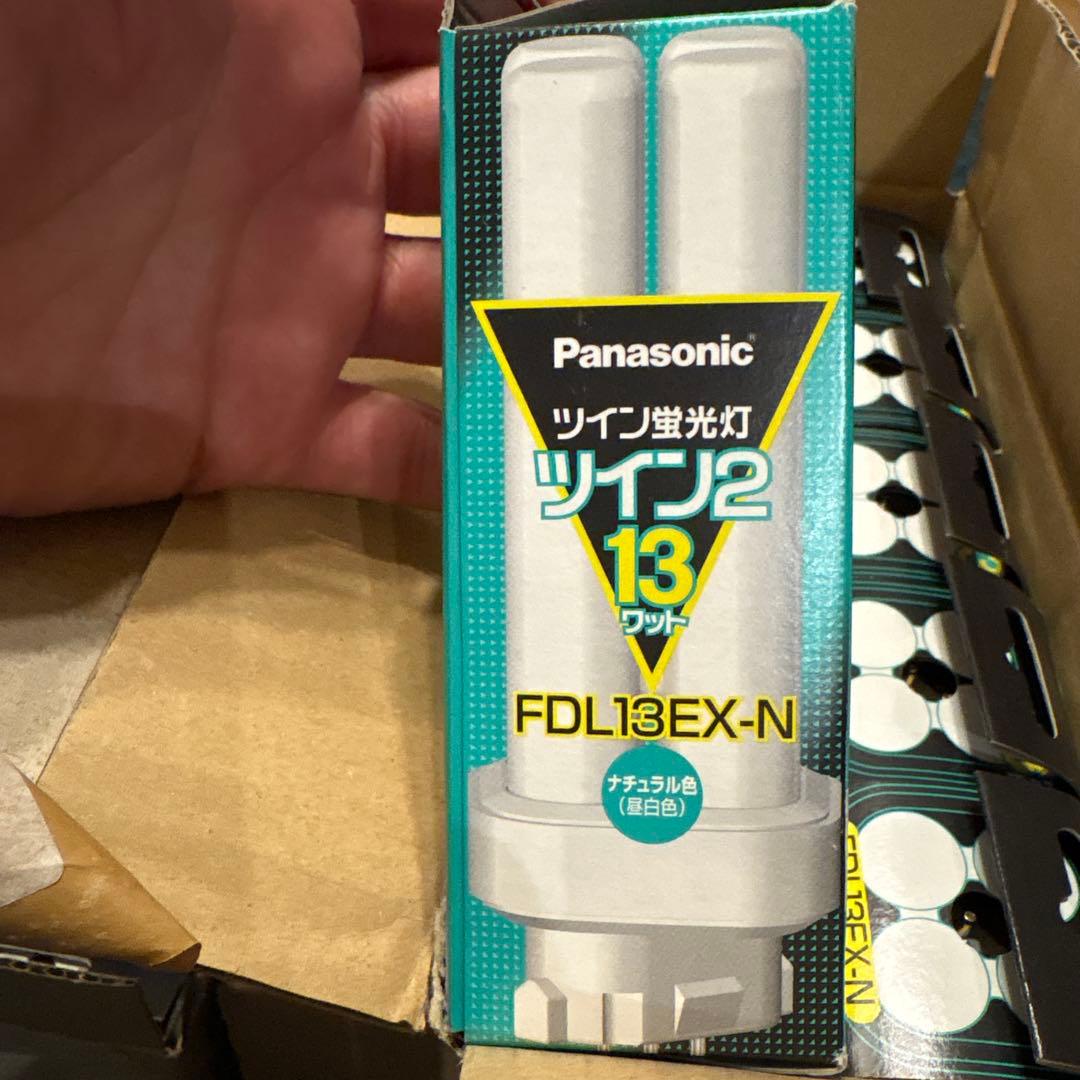 Panasonic
ツイン蛍光灯
ツイン2
13
ワット
FDL13EX-N
ナチュラル色
(昼白色)
FDL13EX-N